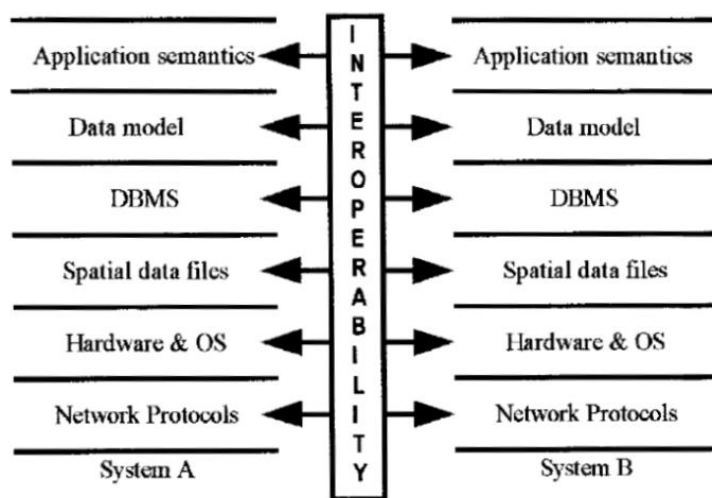 Application semantics
Data model
DBMS
Spatial data files
Hardware & OS
Network Protocols
System A
INTEROPERABILITY
Application semantics
Data model
DBMS
Spatial data files
Hardware & OS
Network Protocols
System B